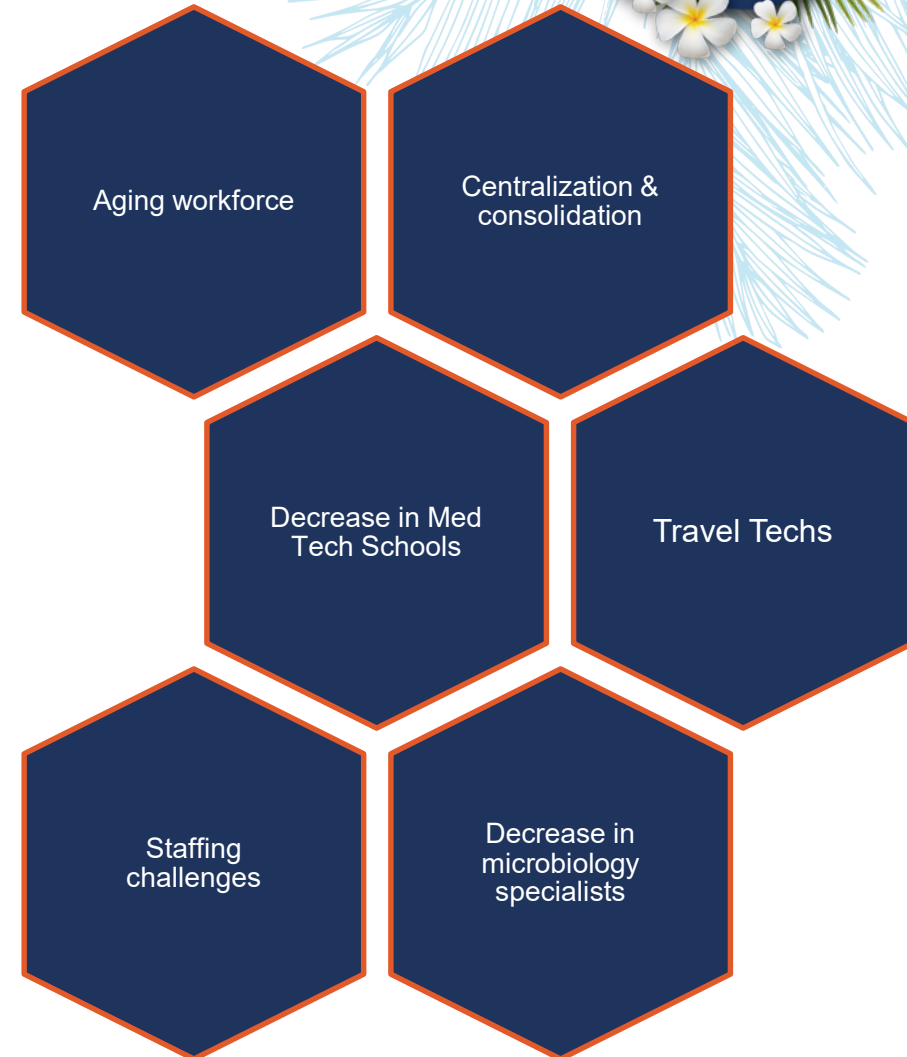 Aging workforce
Centralization &
consolidation
Decrease in Med
Tech Schools
Travel Techs
Staffing
challenges
Decrease in
microbiology
specialists